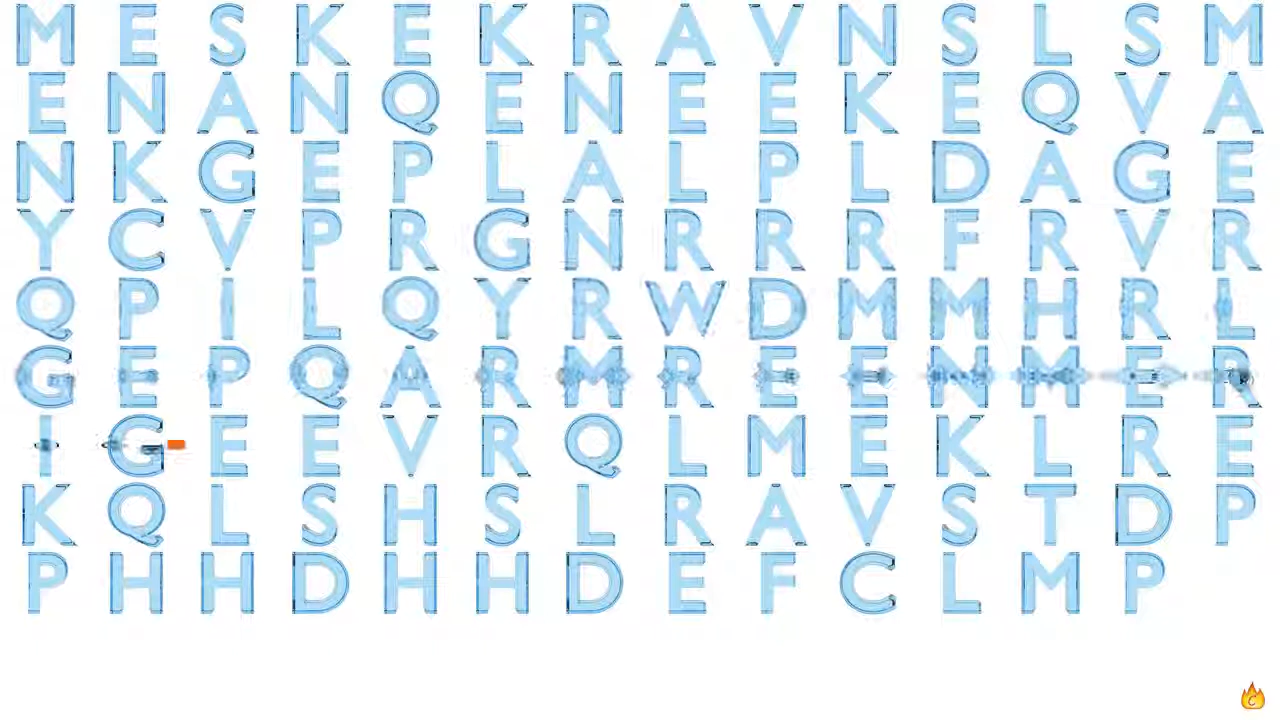 M E S K E K R A V N S L S M
E N A N Q E N E E K E Q V A
N K G E P L A L P L D A G E
Y C V P R G N R R R F R V R
Q P I L Q Y R W D M M H R L
G E P Q A R M R E E N M E R
I G E E V R Q L M E K L R E
K Q L S H S L R A V S T D P
P H H D H H D E F C L M P